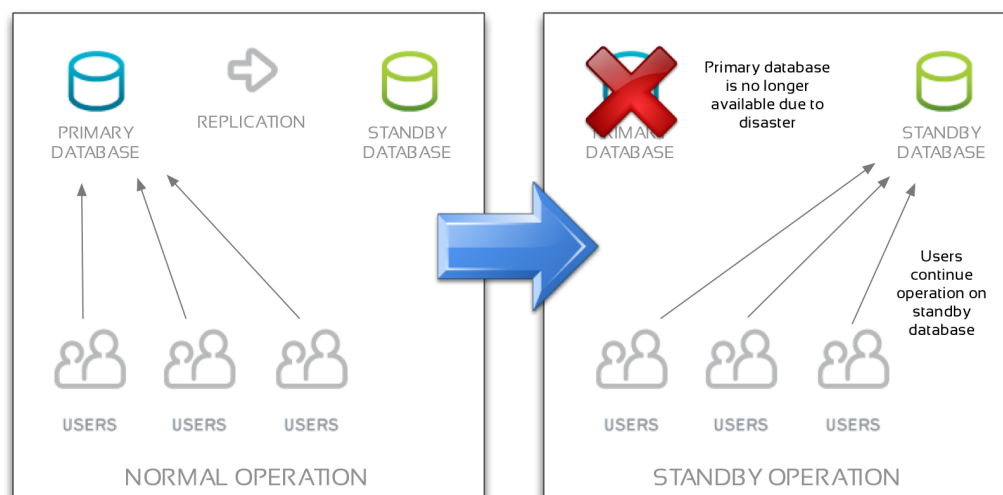 PRIMARY
DATABASE
REPLICATION
STANDBY
DATABASE
USERS
USERS
USERS
NORMAL OPERATION
Primary database
is no longer
available due to
disaster
PRIMARY
DATABASE
STANDBY
DATABASE
Users
continue
operation on
standby
database
USERS
USERS
USERS
STANDBY OPERATION